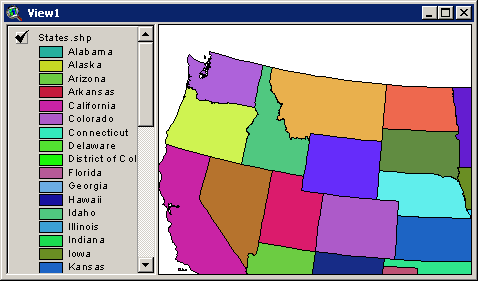 View1
States.shp
Alabama
Alaska
Arizona
Arkansas
California
Colorado
Connecticut
Delaware
District of Col
Florida
Georgia
Hawaii
Idaho
Illinois
Indiana
Iowa
Kansas